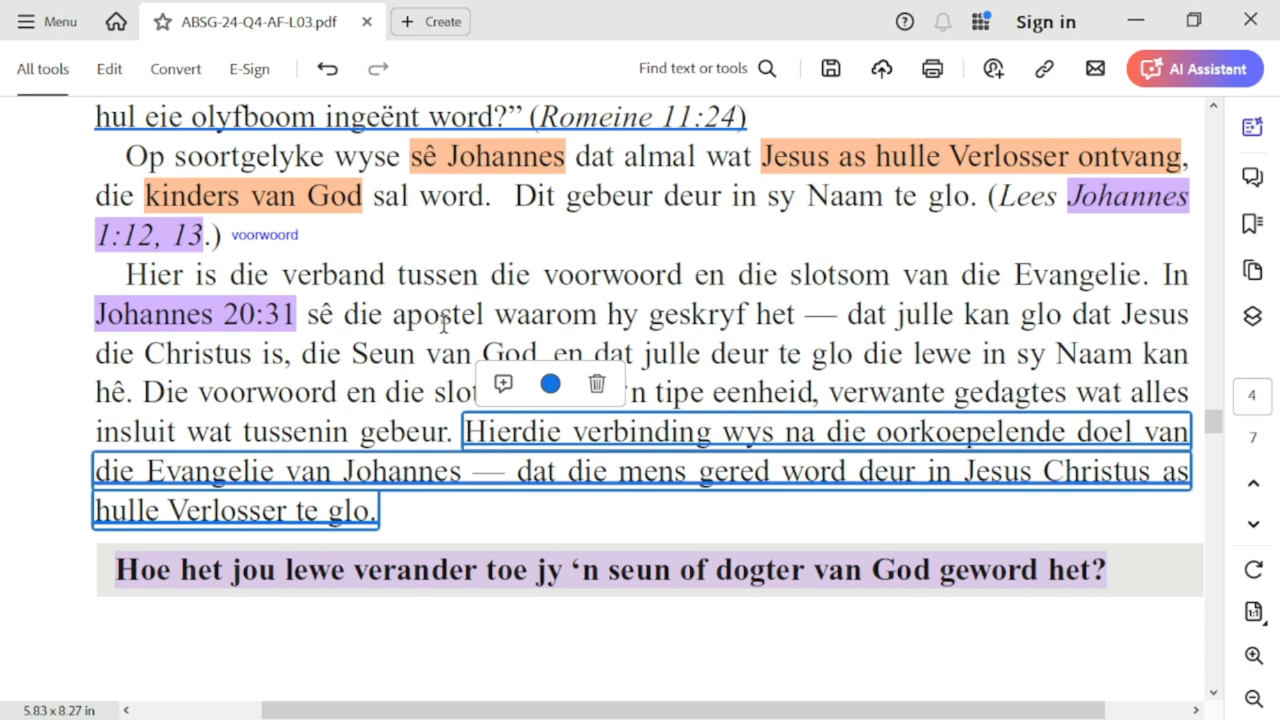 Menu
ABSG-24-Q4-AF-L03.pdf
+ Create
Sign in
All tools Edit Convert E-Sign
Find text or tools
AI Assistant
hul eie olyfboom ingeënt word?” (Romeine 11:24)
Op soortgelyke wyse sê Johannes dat almal wat Jesus as hulle Verlosser ontvang,
die kinders van God sal word. Dit gebeur deur in sy Naam te glo. (Lees Johannes
1:12, 13.) voorwoord
Hier is die verband tussen die voorwoord en die slotsom van die Evangelie. In
Johannes 20:31 sê die apostel waarom hy geskryf het — dat julle kan glo dat Jesus
die Christus is, die Seun van God, en dat julle deur te glo die lewe in sy Naam kan
hê. Die voorwoord en die slot ’n tipe eenheid, verwante gedagtes wat alles
insluit wat tussenin gebeur. Hierdie verbinding wys na die oorkoepelende doel van
die Evangelie van Johannes — dat die mens gered word deur in Jesus Christus as
hulle Verlosser te glo.
Hoe het jou lewe verander toe jy ‘n seun of dogter van God geword het?
4
7
1:1
5.83 x 8.27 in